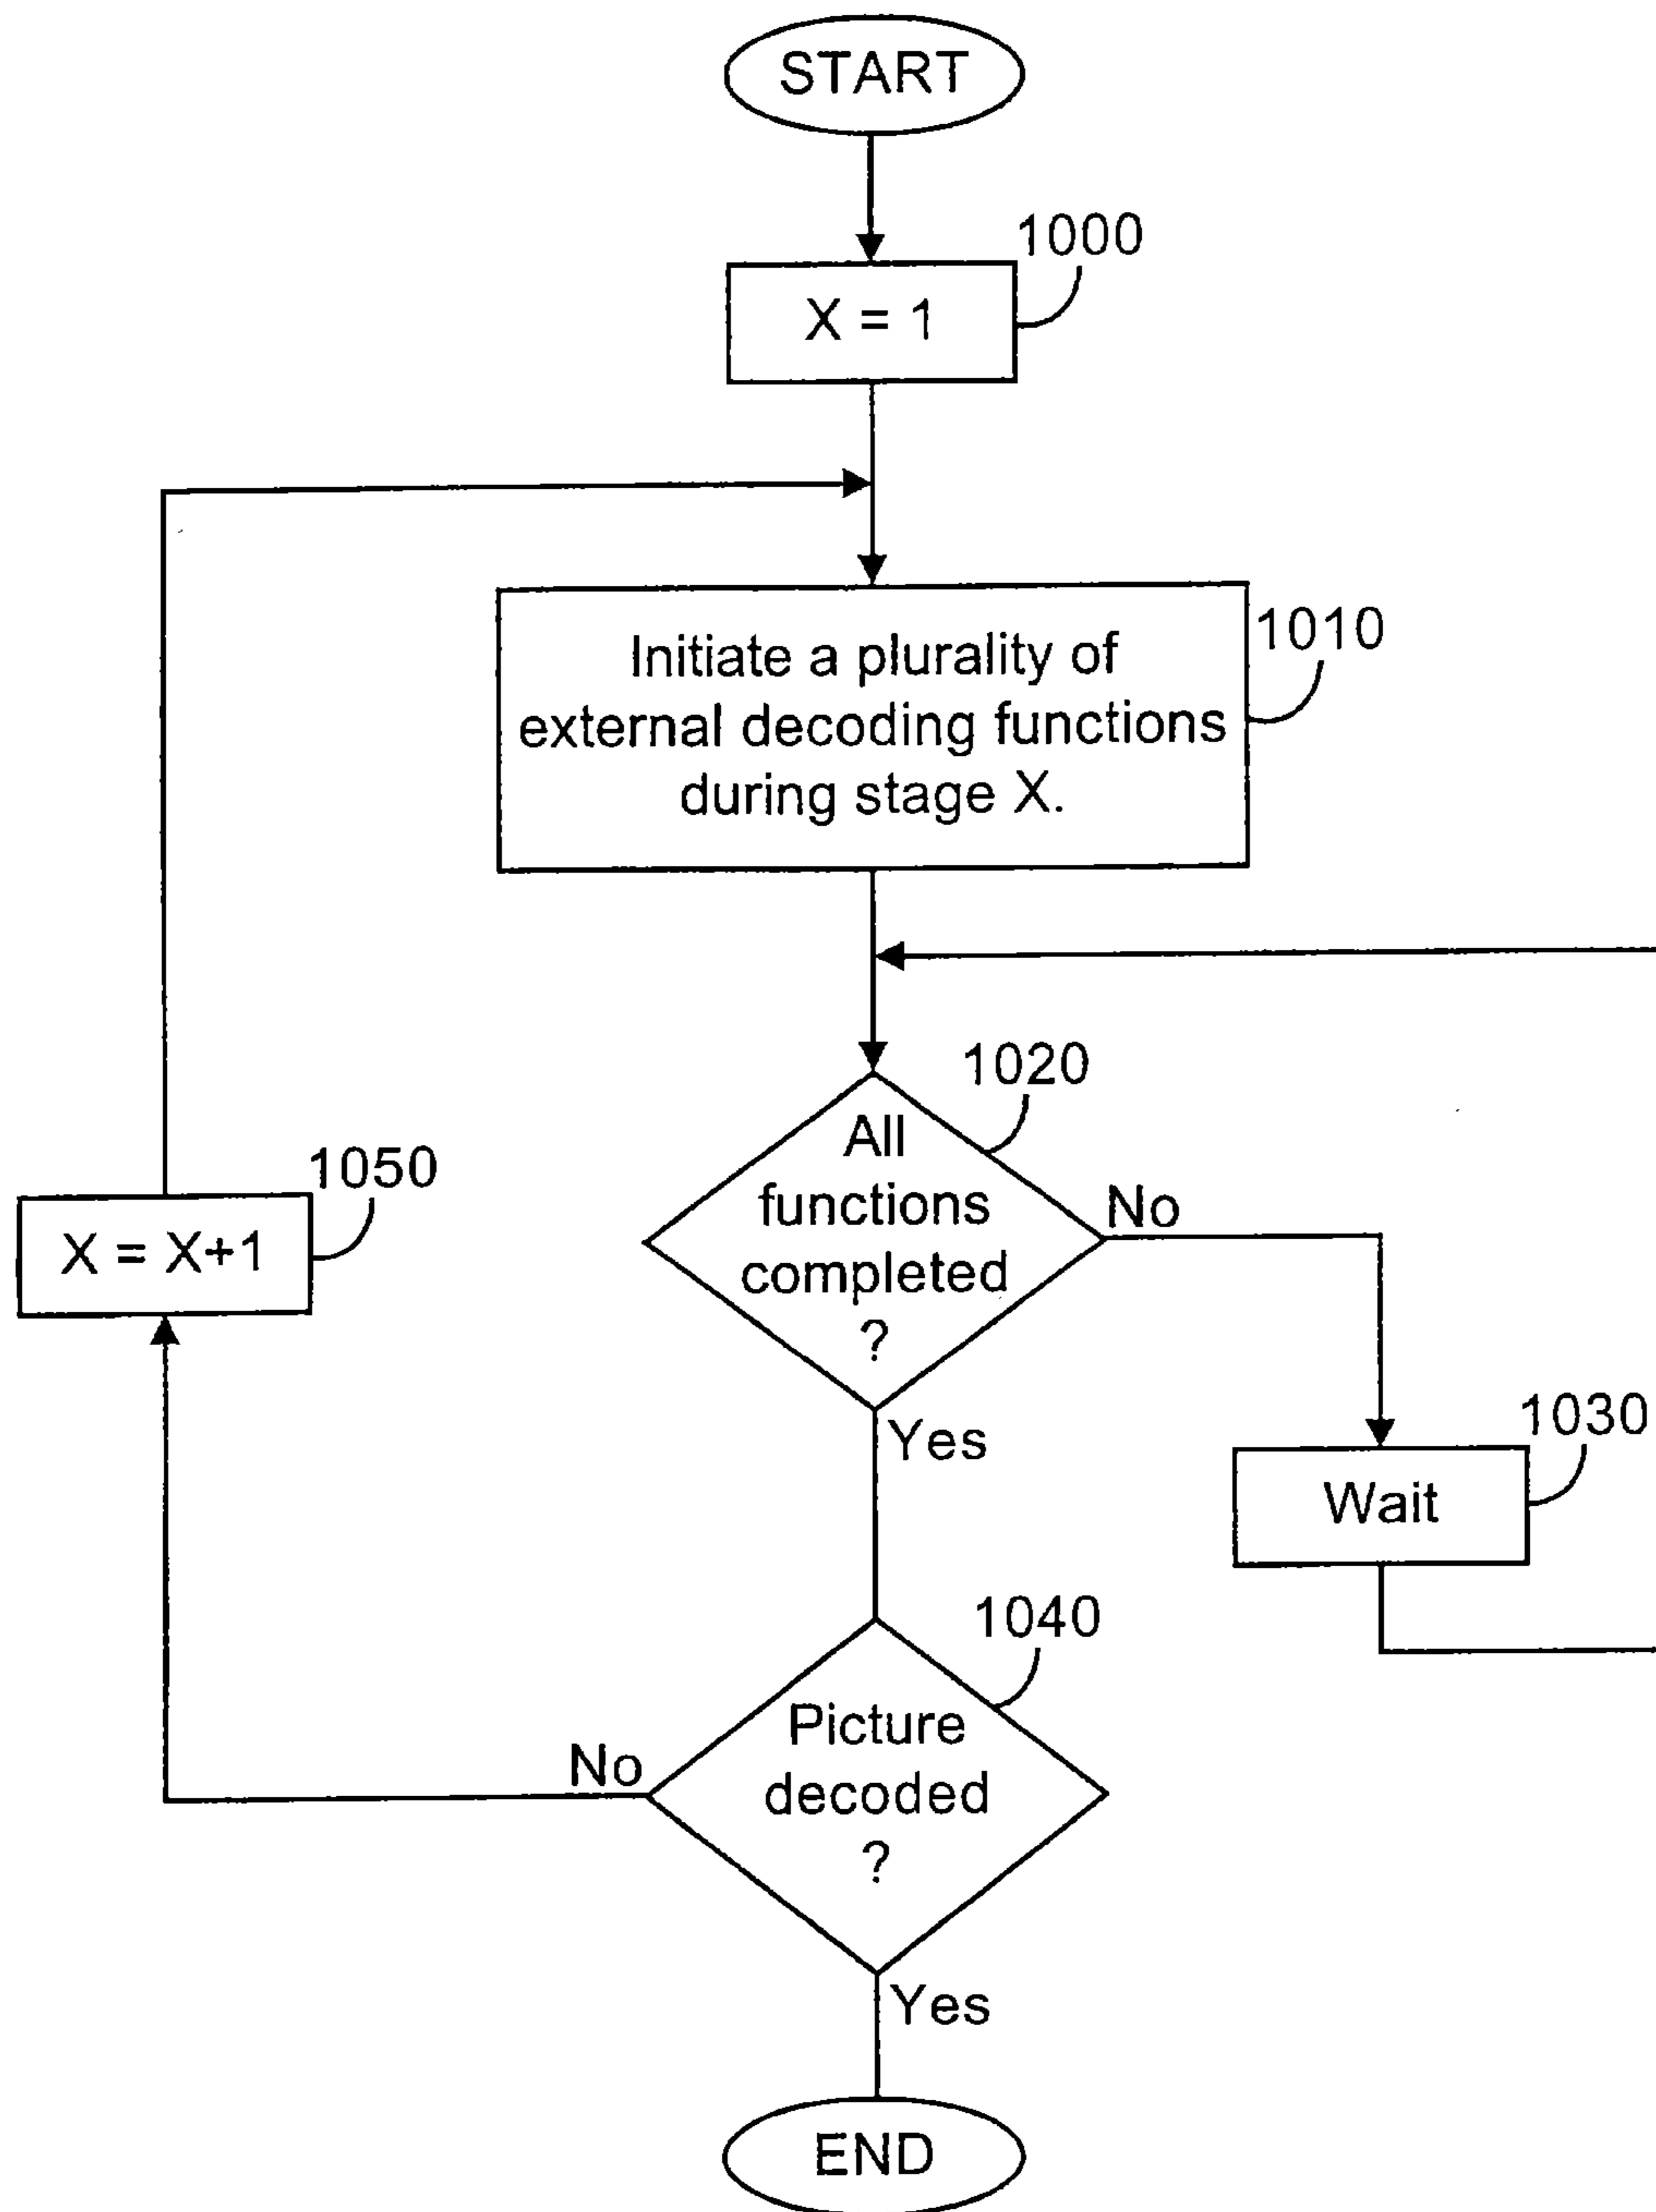 START
1000
X = 1
1010
Initiate a plurality of
external decoding functions
during stage X.
1020
All
functions
completed
?
No
Yes
1050
X = X+1
1030
Wait
1040
Picture
decoded
?
No
Yes
END